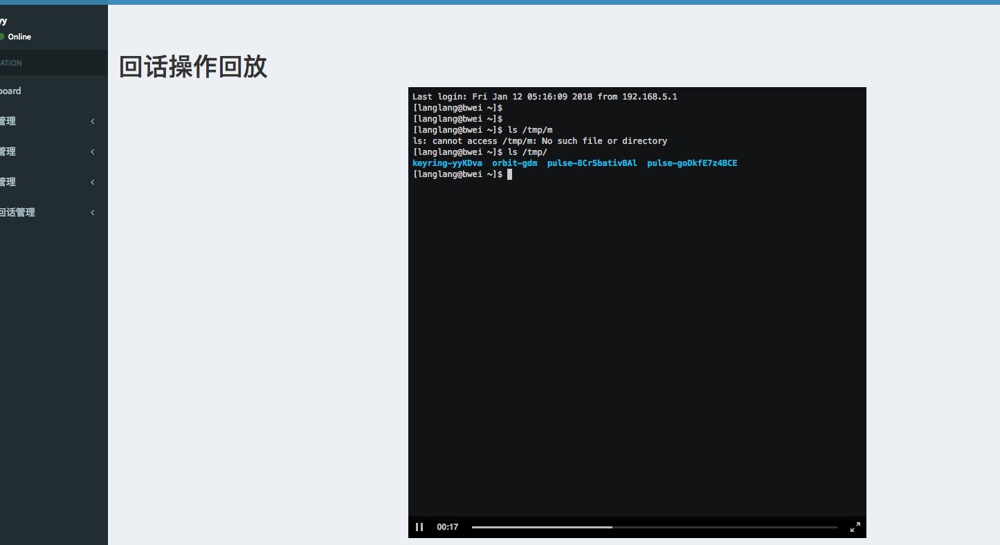 yy
Online
ATION
board
管理
管理
管理
回话管理
回话操作回放
Last login: Fri Jan 12 05:16:09 2018 from 192.168.5.1
[langlang@bwei ~]$
[langlang@bwei ~]$
[langlang@bwei ~]$ ls /tmp/m
ls: cannot access /tmp/m: No such file or directory
[langlang@bwei ~]$ ls /tmp/
keyring-yyKDva  orbit-gdm  pulse-8CrSbativBAl  pulse-goDkfE7z4BCE
[langlang@bwei ~]$
00:17